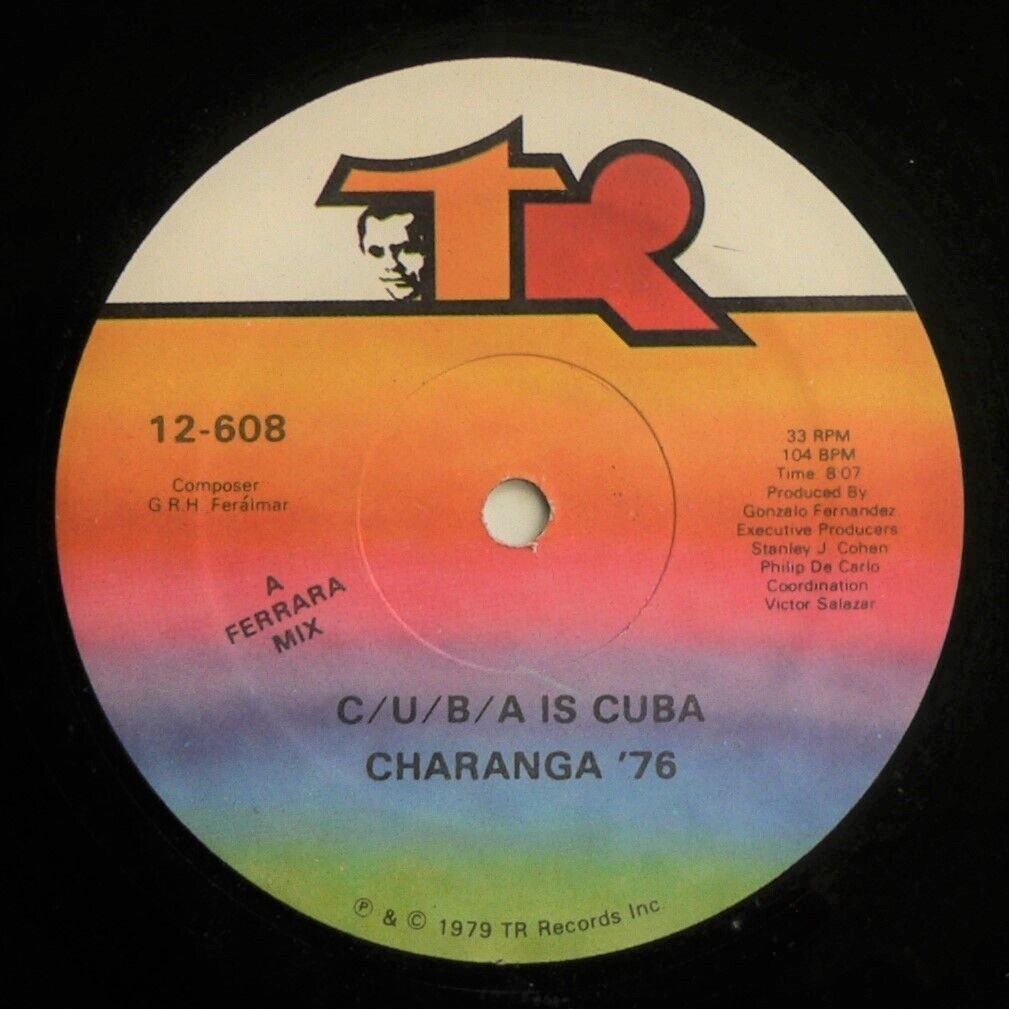 TR
12-608
Composer
G.R.H. Feráimar
A
FERRARA
MIX
33 RPM
104 BPM
Time: 8:07
Produced By
Gonzalo Fernandez
Executive Producers
Stanley J. Cohen
Philip De Carlo
Coordination
Victor Salazar
C/U/B/A IS CUBA
CHARANGA '76
℗ & © 1979 TR Records Inc.